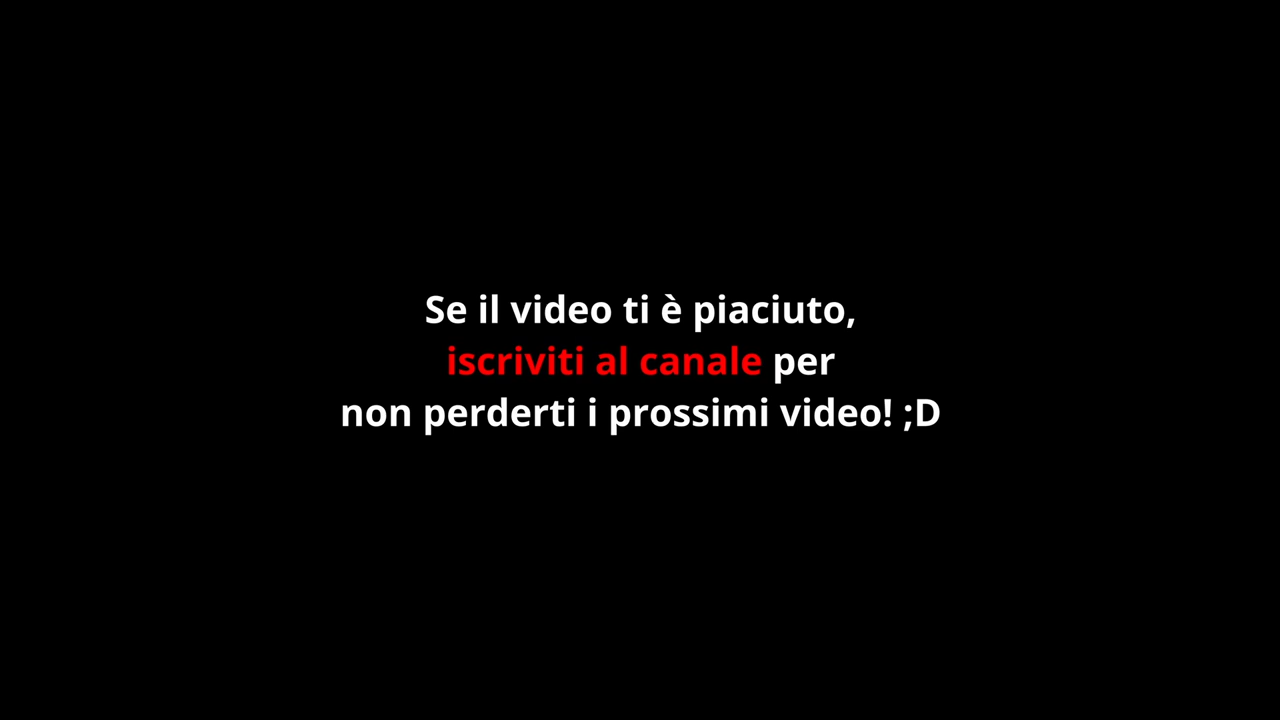 Se il video ti è piaciuto,
iscriviti al canale per
non perderti i prossimi video! ;D